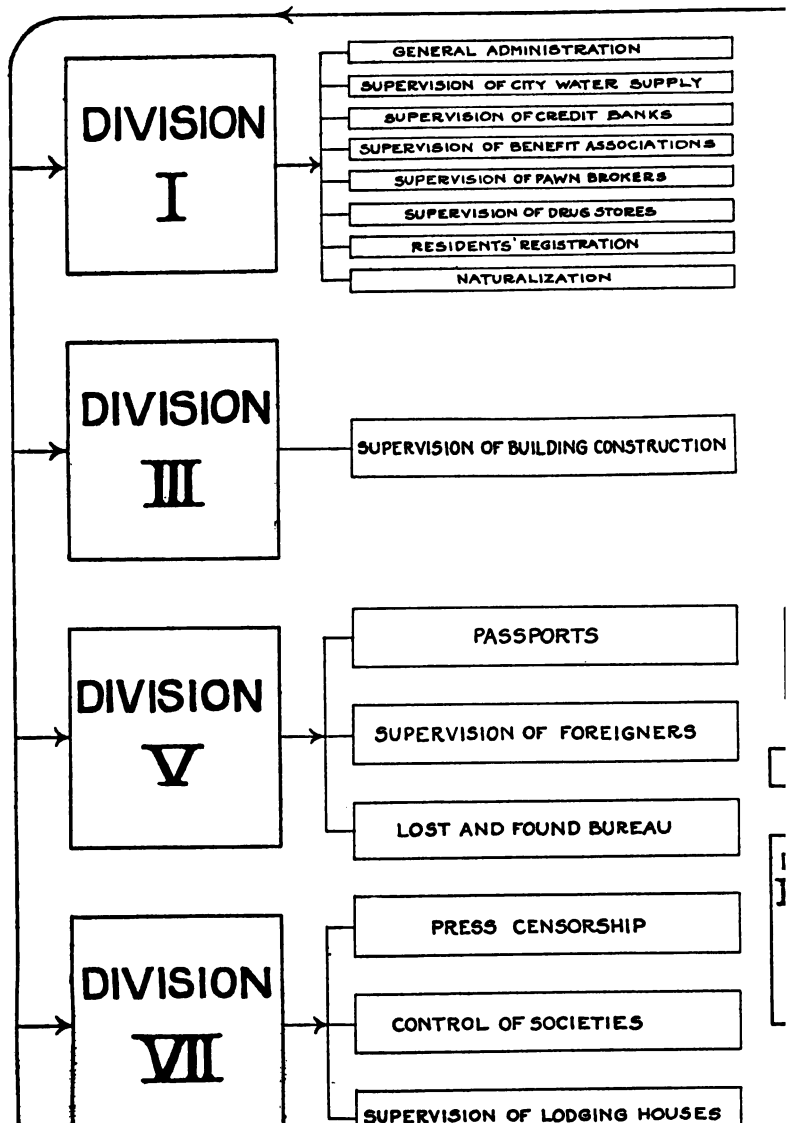 DIVISION
I
GENERAL ADMINISTRATION
SUPERVISION OF CITY WATER SUPPLY
SUPERVISION OF CREDIT BANKS
SUPERVISION OF BENEFIT ASSOCIATIONS
SUPERVISION OF PAWN BROKERS
SUPERVISION OF DRUG STORES
RESIDENTS' REGISTRATION
NATURALIZATION
DIVISION
III
SUPERVISION OF BUILDING CONSTRUCTION
DIVISION
V
PASSPORTS
SUPERVISION OF FOREIGNERS
LOST AND FOUND BUREAU
DIVISION
VII
PRESS CENSORSHIP
CONTROL OF SOCIETIES
SUPERVISION OF LODGING HOUSES